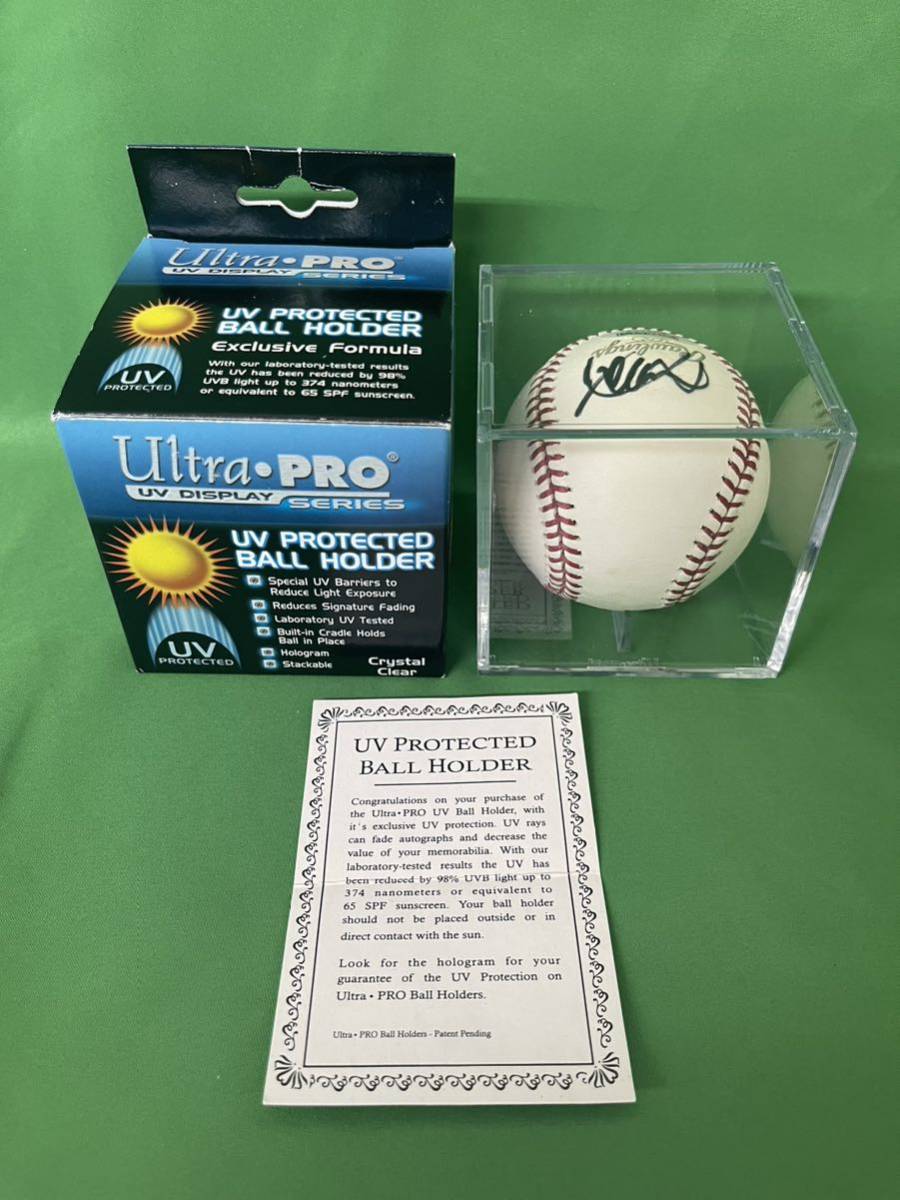 Ultra•PRO®
UV DISPLAY SERIES
UV PROTECTED
BALL HOLDER
Exclusive Formula
With our laboratory-tested results
the UV has been reduced by 98%
UVB light up to 374 nanometers
or equivalent to 65 SPF sunscreen.
UV
PROTECTED
Ultra•PRO®
UV DISPLAY SERIES
UV PROTECTED
BALL HOLDER
Special UV Barriers to
Reduce Light Exposure
Reduces Signature Fading
Laboratory UV Tested
Built-in Cradle Holds
Ball in Place
Hologram
Stackable
Crystal
Clear
UV
PROTECTED
Rawlings
UV PROTECTED
BALL HOLDER
Congratulations on your purchase of
the Ultra•PRO UV Ball Holder, with
it's exclusive UV protection. UV rays
can fade autographs and decrease the
value of your memorabilia. With our
laboratory-tested results the UV has
been reduced by 98% UVB light up to
374 nanometers or equivalent to
65 SPF sunscreen. Your ball holder
should not be placed outside or in
direct contact with the sun.
Look for the hologram for your
guarantee of the UV Protection on
Ultra • PRO Ball Holders.
Ultra • PRO Ball Holders - Patent Pending